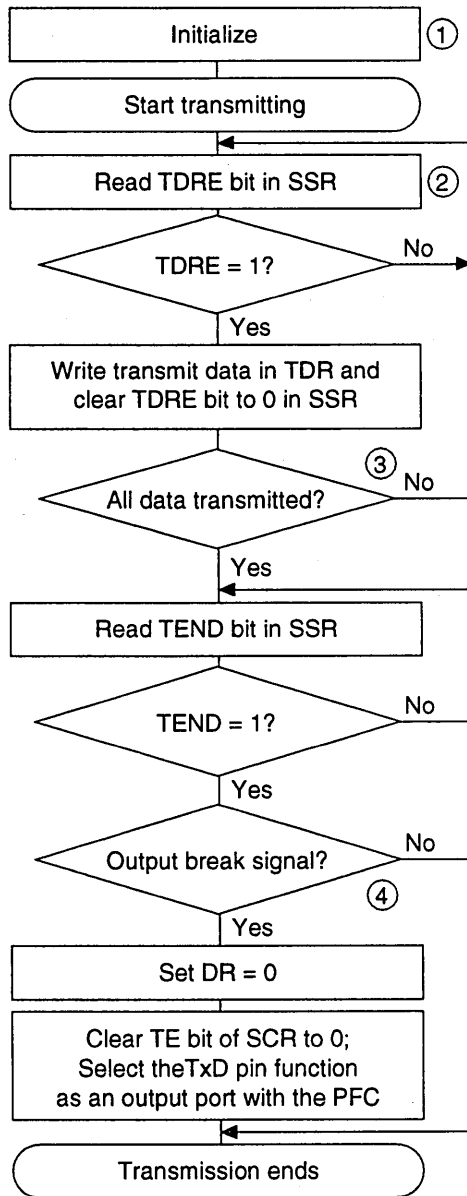 Initialize
①
Start transmitting
Read TDRE bit in SSR
②
TDRE = 1?
No
Yes
Write transmit data in TDR and
clear TDRE bit to 0 in SSR
③
All data transmitted?
No
Yes
Read TEND bit in SSR
TEND = 1?
No
Yes
Output break signal?
No
④
Yes
Set DR = 0
Clear TE bit of SCR to 0;
Select theTxD pin function
as an output port with the PFC
Transmission ends